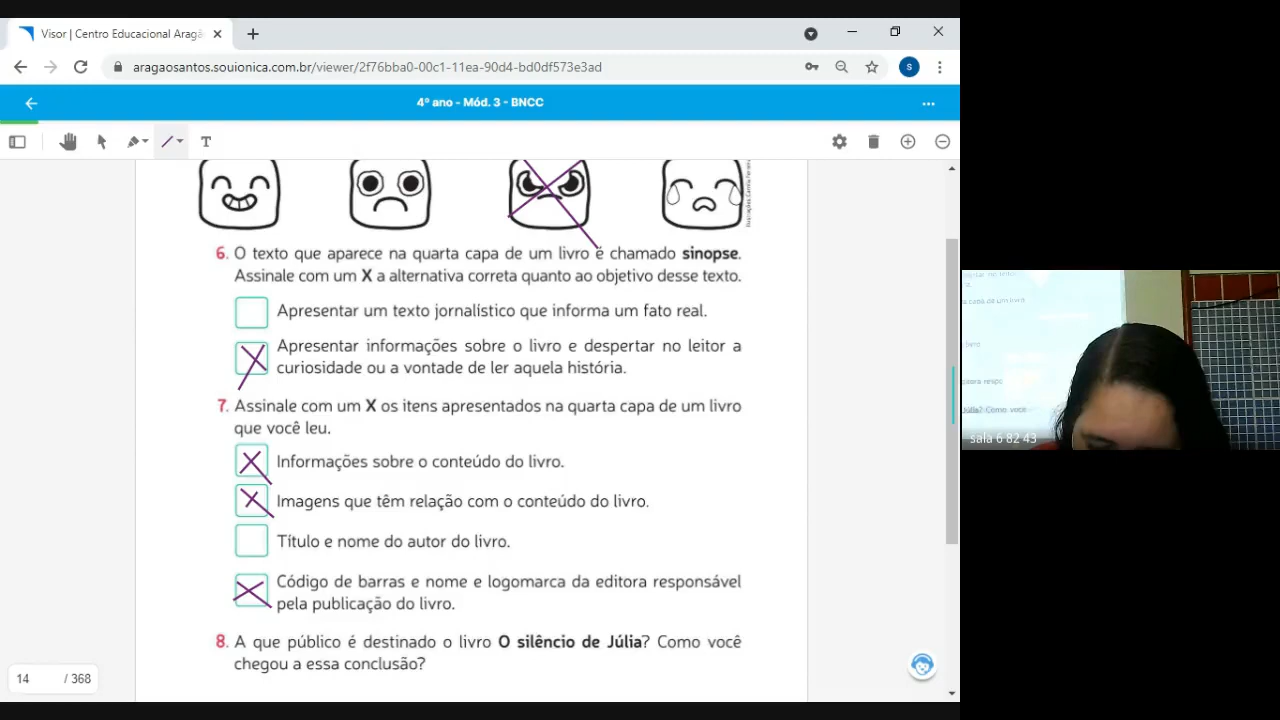 Visor | Centro Educacional Aragã
aragaosantos.souionica.com.br/viewer/2f76bba0-00c1-11ea-90d4-bd0df573e3ad
s
4º ano - Mód. 3 - BNCC
T
6. O texto que aparece na quarta capa de um livro é chamado sinopse.
Assinale com um X a alternativa correta quanto ao objetivo desse texto.
Apresentar um texto jornalístico que informa um fato real.
Apresentar informações sobre o livro e despertar no leitor a
curiosidade ou a vontade de ler aquela história.
7. Assinale com um X os itens apresentados na quarta capa de um livro
que você leu.
Informações sobre o conteúdo do livro.
Imagens que têm relação com o conteúdo do livro.
Título e nome do autor do livro.
Código de barras e nome e logomarca da editora responsável
pela publicação do livro.
8. A que público é destinado o livro O silêncio de Júlia? Como você
chegou a essa conclusão?
14 / 368
livro
Júlia? Como você
sala 6 82 43